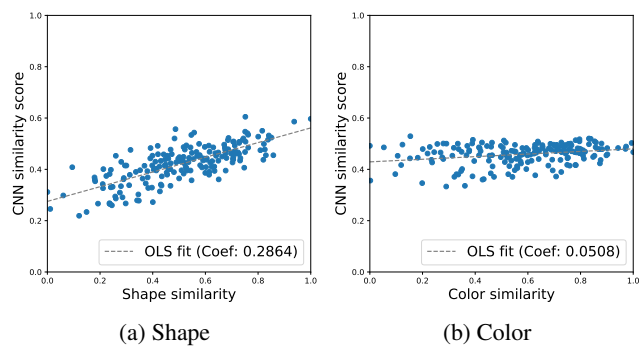 1.0
0.8
0.6
0.4
0.2
0.0
CNN similarity score
OLS fit (Coef: 0.2864)
0.0 0.2 0.4 0.6 0.8 1.0
Shape similarity
(a) Shape
1.0
0.8
0.6
0.4
0.2
0.0
CNN similarity score
OLS fit (Coef: 0.0508)
0.0 0.2 0.4 0.6 0.8 1.0
Color similarity
(b) Color